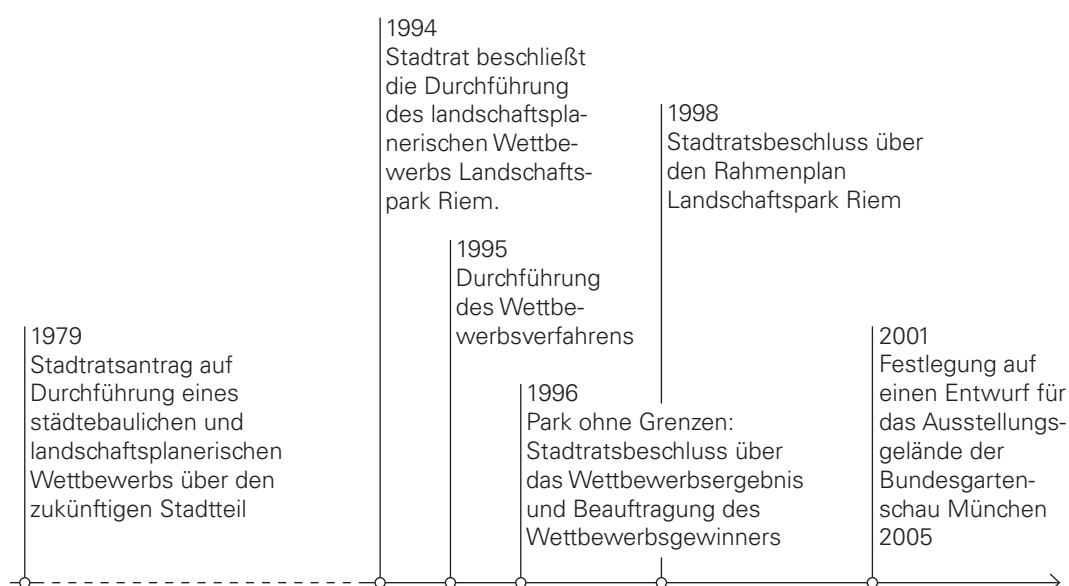 1979
Stadtratsantrag auf
Durchführung eines
städtebaulichen und
landschaftsplanerischen
Wettbewerbs über den
zukünftigen Stadtteil
1994
Stadtrat beschließt
die Durchführung
des landschaftspla-
nerischen Wettbe-
werbs Landschafts-
park Riem.
1995
Durchführung
des Wettbe-
werbsverfahrens
1996
Park ohne Grenzen:
Stadtratsbeschluss über
das Wettbewerbsergebnis
und Beauftragung des
Wettbewerbsgewinners
1998
Stadtratsbeschluss über
den Rahmenplan
Landschaftspark Riem
2001
Festlegung auf
einen Entwurf für
das Ausstellungs-
gelände der
Bundesgarten-
schau München
2005